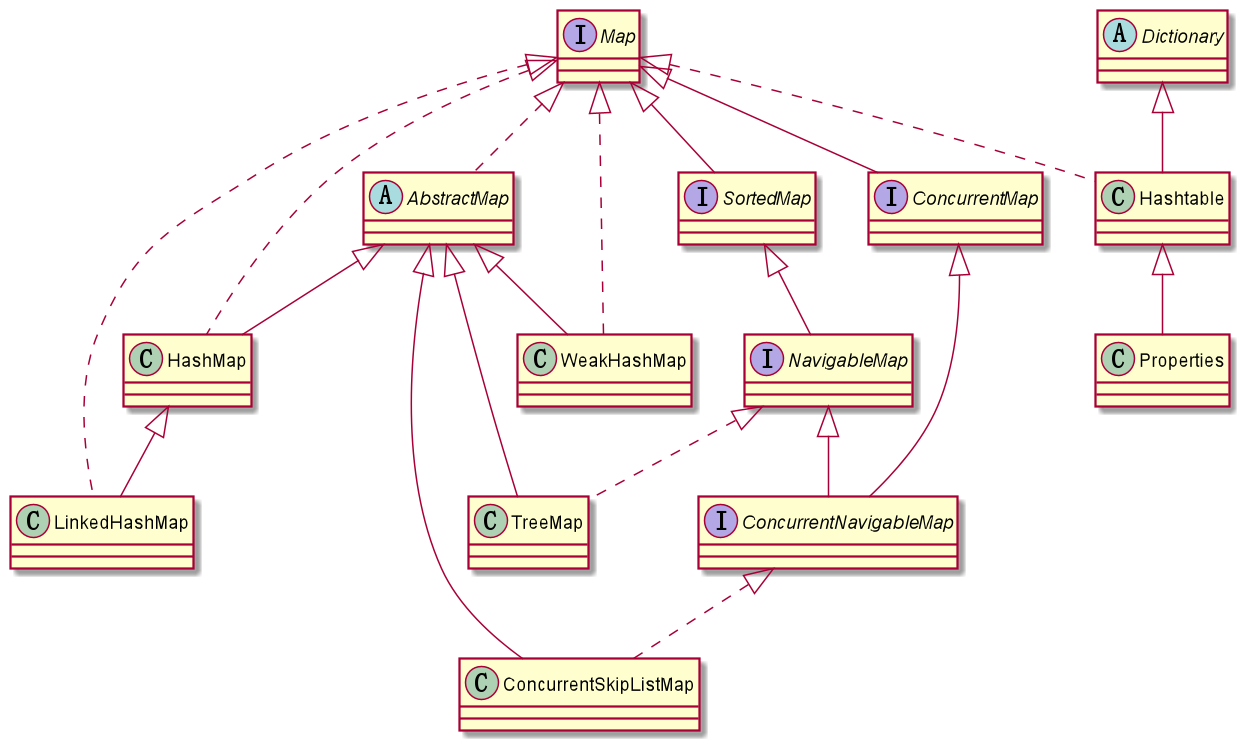 I Map
A Dictionary
A AbstractMap
I SortedMap
I ConcurrentMap
C Hashtable
C HashMap
C WeakHashMap
I NavigableMap
C Properties
C LinkedHashMap
C TreeMap
I ConcurrentNavigableMap
C ConcurrentSkipListMap